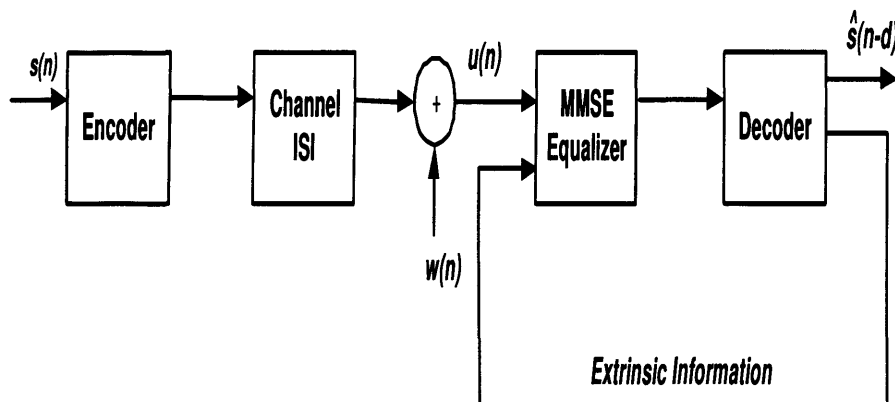 s(n)
Encoder
Channel
ISI
+
u(n)
w(n)
MMSE
Equalizer
Decoder
ŝ(n-d)
Extrinsic Information